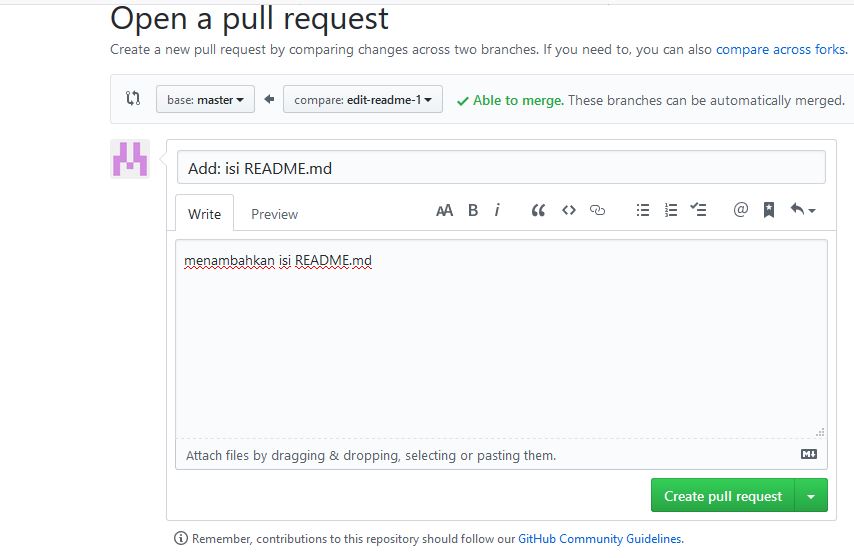 Open a pull request
Create a new pull request by comparing changes across two branches. If you need to, you can also compare across forks.
base: master compare: edit-readme-1 Able to merge. These branches can be automatically merged.
Add: isi README.md
Write Preview AA B i “ <> @
menambahkan isi README.md
Attach files by dragging & dropping, selecting or pasting them. M↓
Create pull request
Remember, contributions to this repository should follow our GitHub Community Guidelines.